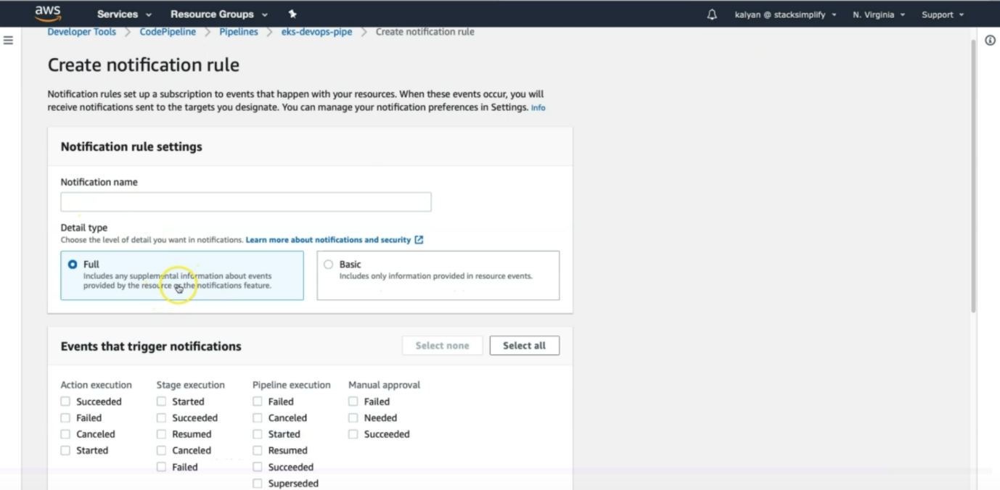 aws Services Resource Groups kalyan @ stacksimplify N. Virginia Support
Developer Tools > CodePipeline > Pipelines > eks-devops-pipe > Create notification rule
Create notification rule
Notification rules set up a subscription to events that happen with your resources. When these events occur, you will
receive notifications sent to the targets you designate. You can manage your notification preferences in Settings. Info
Notification rule settings
Notification name
Detail type
Choose the level of detail you want in notifications. Learn more about notifications and security
Full
Includes any supplemental information about events
provided by the resource or the notifications feature.
Basic
Includes only information provided in resource events.
Events that trigger notifications
Select none
Select all
Action execution
Succeeded
Failed
Canceled
Started
Stage execution
Started
Succeeded
Resumed
Canceled
Failed
Pipeline execution
Failed
Canceled
Started
Resumed
Succeeded
Superseded
Manual approval
Failed
Needed
Succeeded